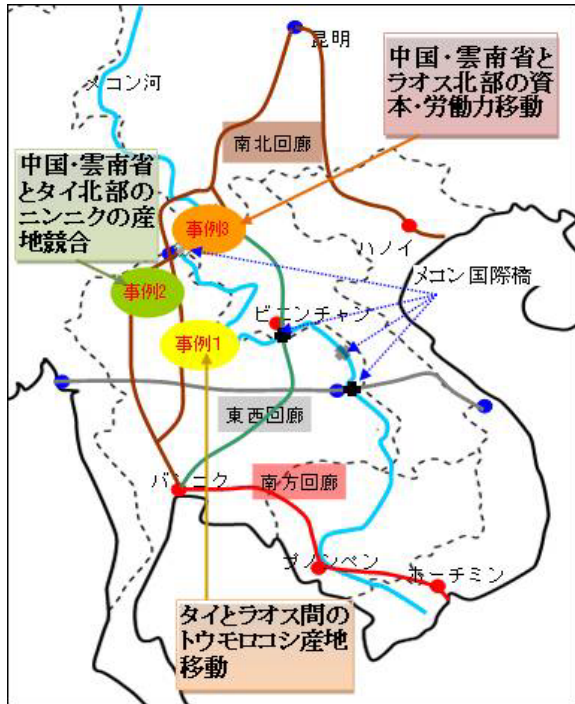 昆明
メコン河
中国・雲南省と
ラオス北部の資
本・労働力移動
南北回廊
中国・雲南省
とタイ北部の
ニンニクの産
地競合
事例3
ハノイ
メコン国際橋
事例2
ビエンチャン
事例1
東西回廊
バンコク
南方回廊
プノンペン
ホーチミン
タイとラオス間の
トウモロコシ産地
移動